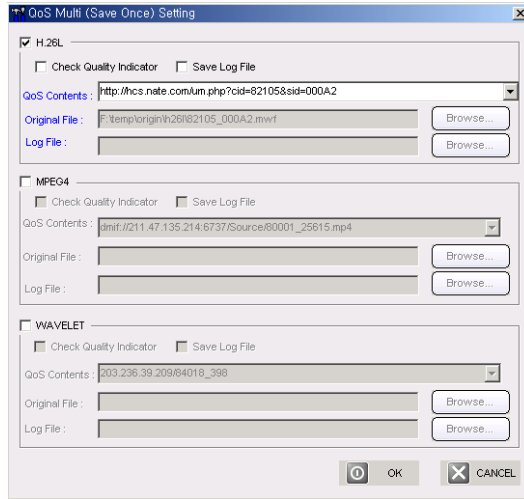 QoS Multi (Save Once) Setting
H.26L
Check Quality Indicator Save Log File
QoS Contents : http://hcs.nate.com/um.php?cid=82105&sid=000A2
Original File : F:\temp\origin\h26l\82105_000A2.mwf Browse...
Log File : Browse...
MPEG4
Check Quality Indicator Save Log File
QoS Contents : dmif://211.47.135.214:6737/Source/80001_25615.mp4
Original File : Browse...
Log File : Browse...
WAVELET
Check Quality Indicator Save Log File
QoS Contents : 203.236.39.209/84018_398
Original File : Browse...
Log File : Browse...
OK CANCEL